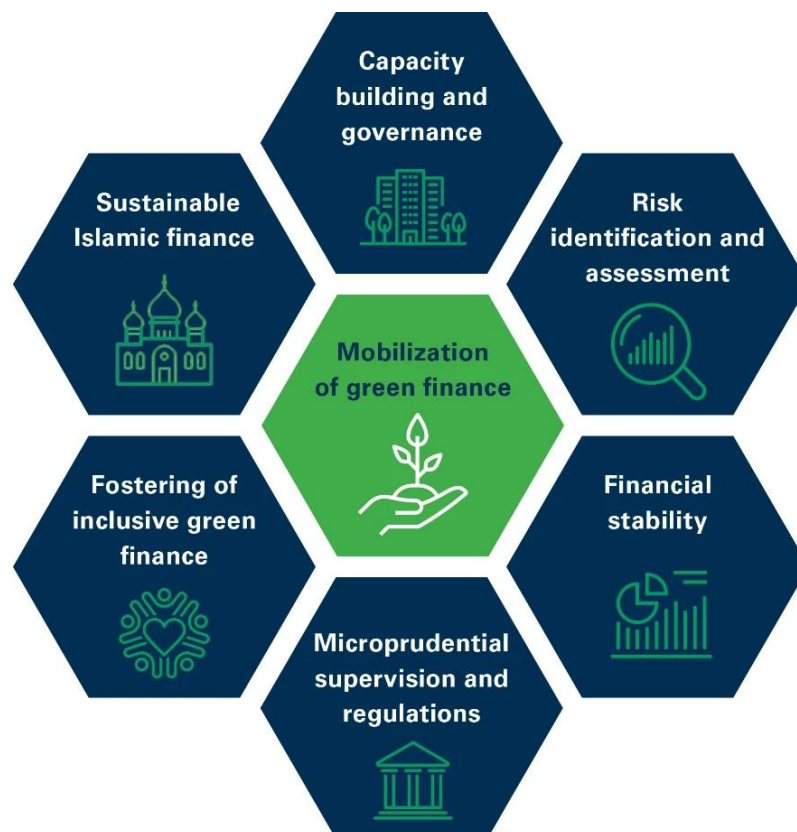 Capacity
building and
governance
Sustainable
Islamic finance
Risk
identification and
assessment
Mobilization
of green finance
Fostering of
inclusive green
finance
Financial
stability
Microprudential
supervision and
regulations